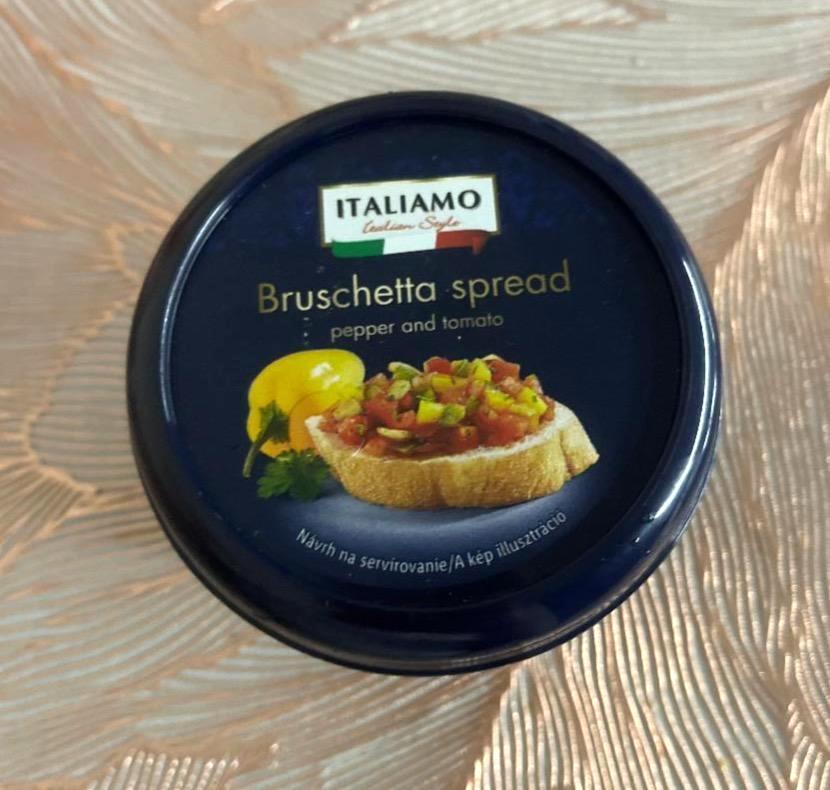 ITALIAMO
Italian Style
Bruschetta spread
pepper and tomato
Návrh na servírovanie/A kép illusztráció